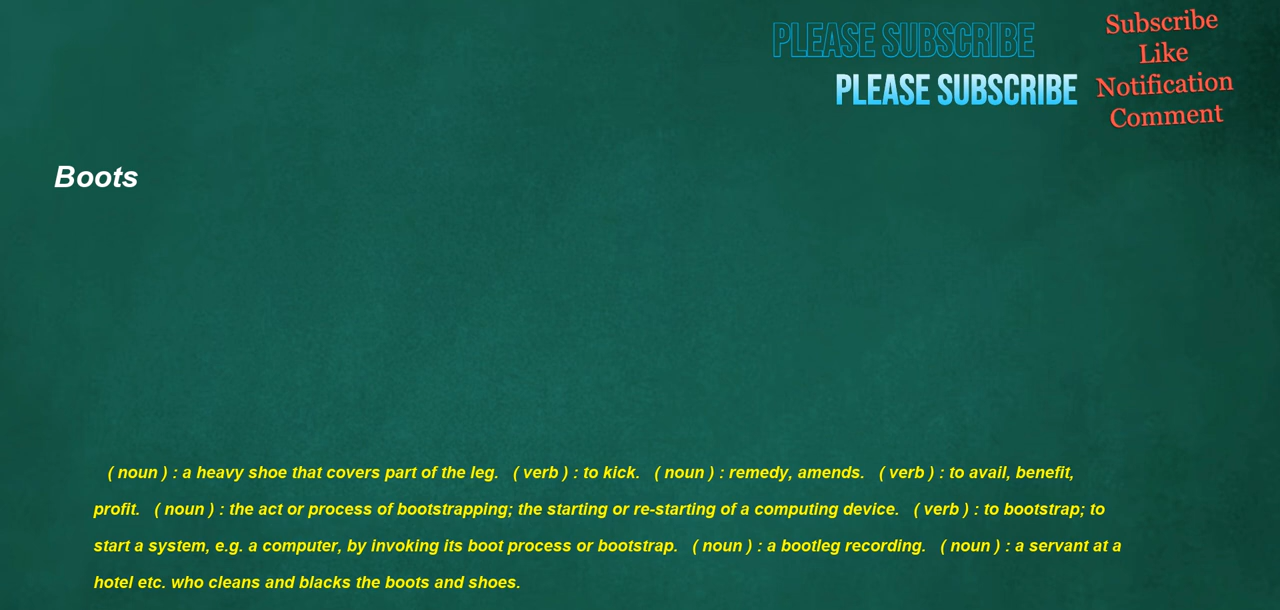 PLEASE SUBSCRIBE
PLEASE SUBSCRIBE
Subscribe
Like
Notification
Comment
Boots
( noun ) : a heavy shoe that covers part of the leg. ( verb ) : to kick. ( noun ) : remedy, amends. ( verb ) : to avail, benefit,
profit. ( noun ) : the act or process of bootstrapping; the starting or re-starting of a computing device. ( verb ) : to bootstrap; to
start a system, e.g. a computer, by invoking its boot process or bootstrap. ( noun ) : a bootleg recording. ( noun ) : a servant at a
hotel etc. who cleans and blacks the boots and shoes.